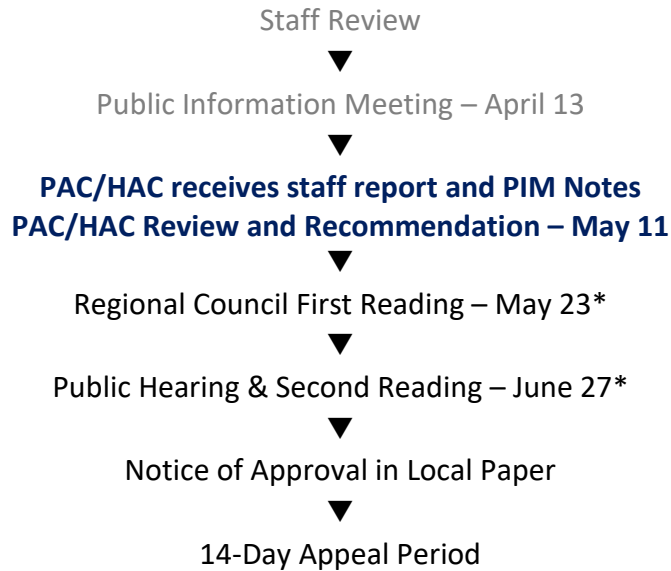 Staff Review
Public Information Meeting – April 13
PAC/HAC receives staff report and PIM Notes
PAC/HAC Review and Recommendation – May 11
Regional Council First Reading – May 23*
Public Hearing & Second Reading – June 27*
Notice of Approval in Local Paper
14-Day Appeal Period